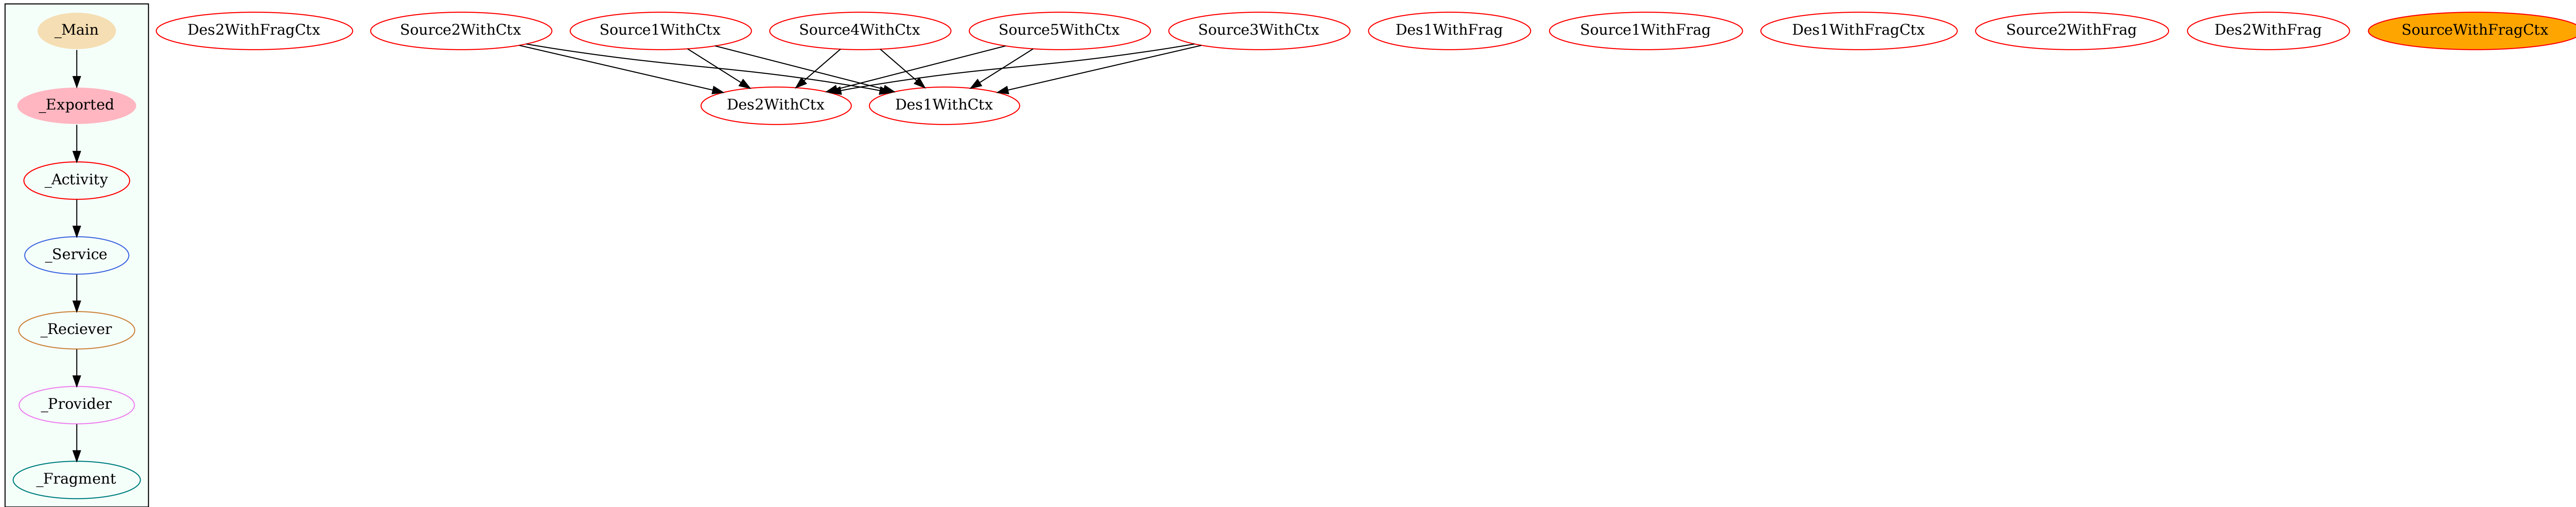 _Main
_Exported
_Activity
_Service
_Reciever
_Provider
_Fragment
Des2WithFragCtx
Source2WithCtx
Source1WithCtx
Source4WithCtx
Source5WithCtx
Source3WithCtx
Des1WithFrag
Source1WithFrag
Des1WithFragCtx
Source2WithFrag
Des2WithFrag
SourceWithFragCtx
Des2WithCtx
Des1WithCtx